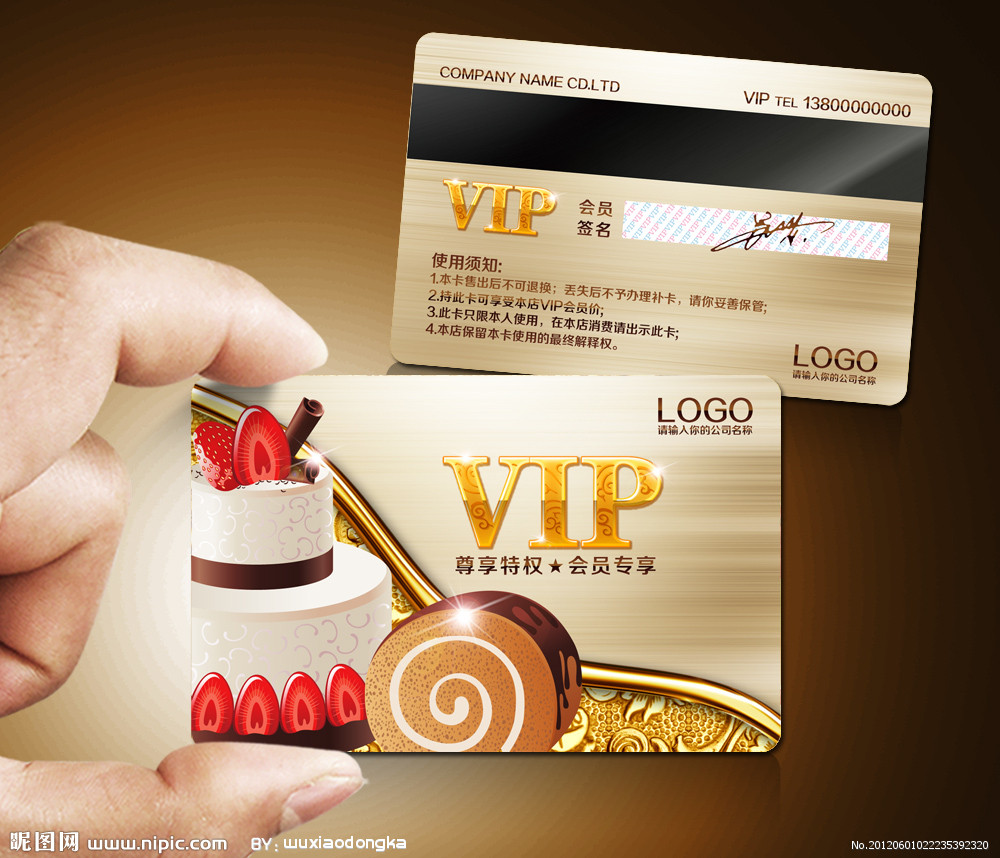 COMPANY NAME CD.LTD
VIP TEL 13800000000
VIP
会员
签名
使用须知:
1.本卡售出后不可退换；丢失后不予办理补卡，请你妥善保管;
2.持此卡可享受本店VIP会员价;
3.此卡只限本人使用，在本店消费请出示此卡;
4.本店保留本卡使用的最终解释权。
LOGO
请输入你的公司名称
LOGO
请输入你的公司名称
VIP
尊享特权★会员专享
昵图网 www.nipic.com
BY: wuxiaodongka
No.20120601022235392320